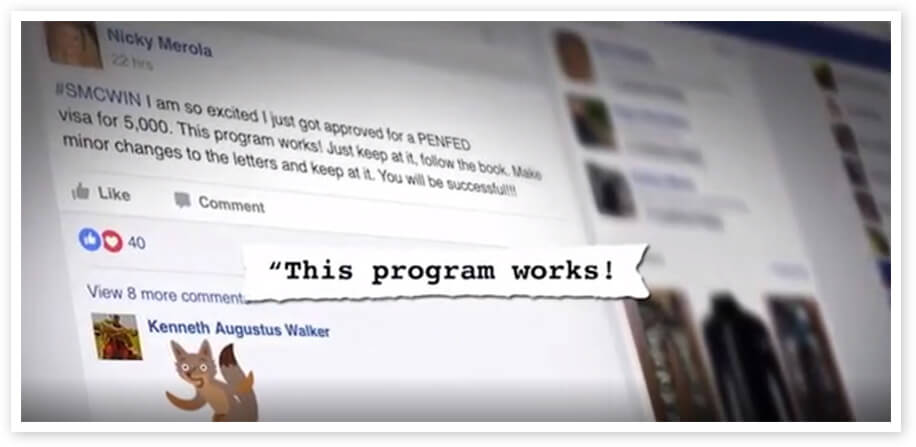 Nicky Merola
22 hrs
#SMCWIN I am so excited I just got approved for a PENFED
visa for 5,000. This program works! Just keep at it, follow the book. Make
minor changes to the letters and keep at it. You will be successful!!!
Like Comment
40
“This program works!
View 8 more comment
Kenneth Augustus Walker